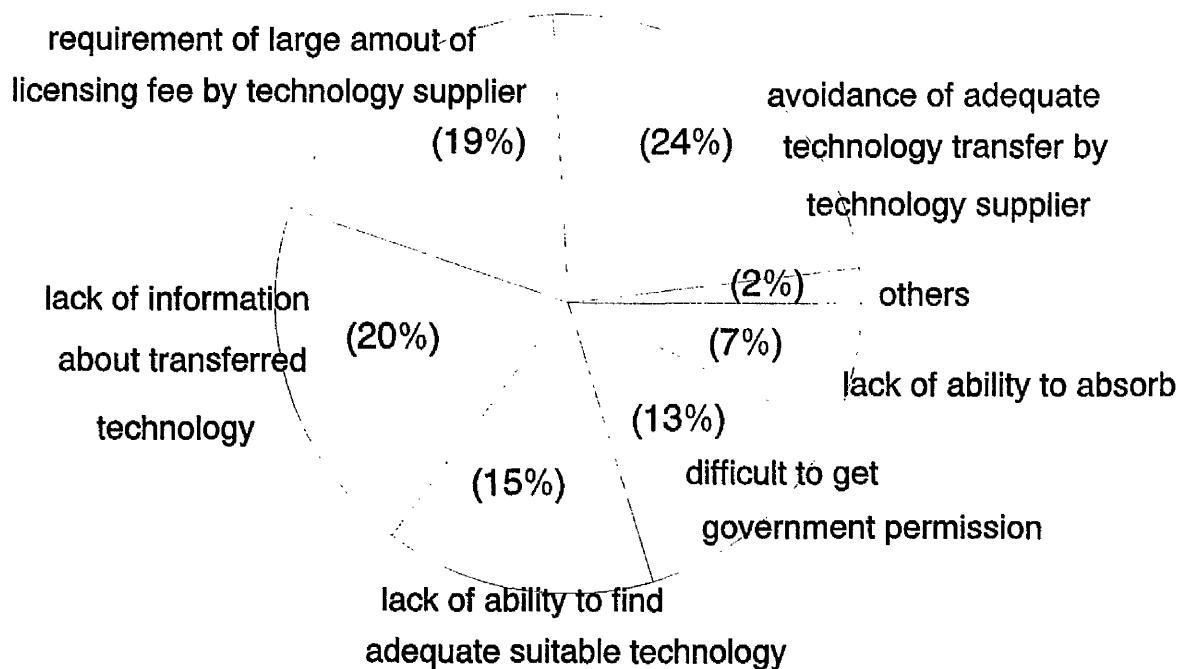 requirement of large amout of
licensing fee by technology supplier
(19%)
(24%)
avoidance of adequate
technology transfer by
technology supplier
(2%)
others
(7%)
lack of ability to absorb
(13%)
difficult to get
government permission
lack of information
about transferred
technology
(20%)
(15%)
lack of ability to find
adequate suitable technology